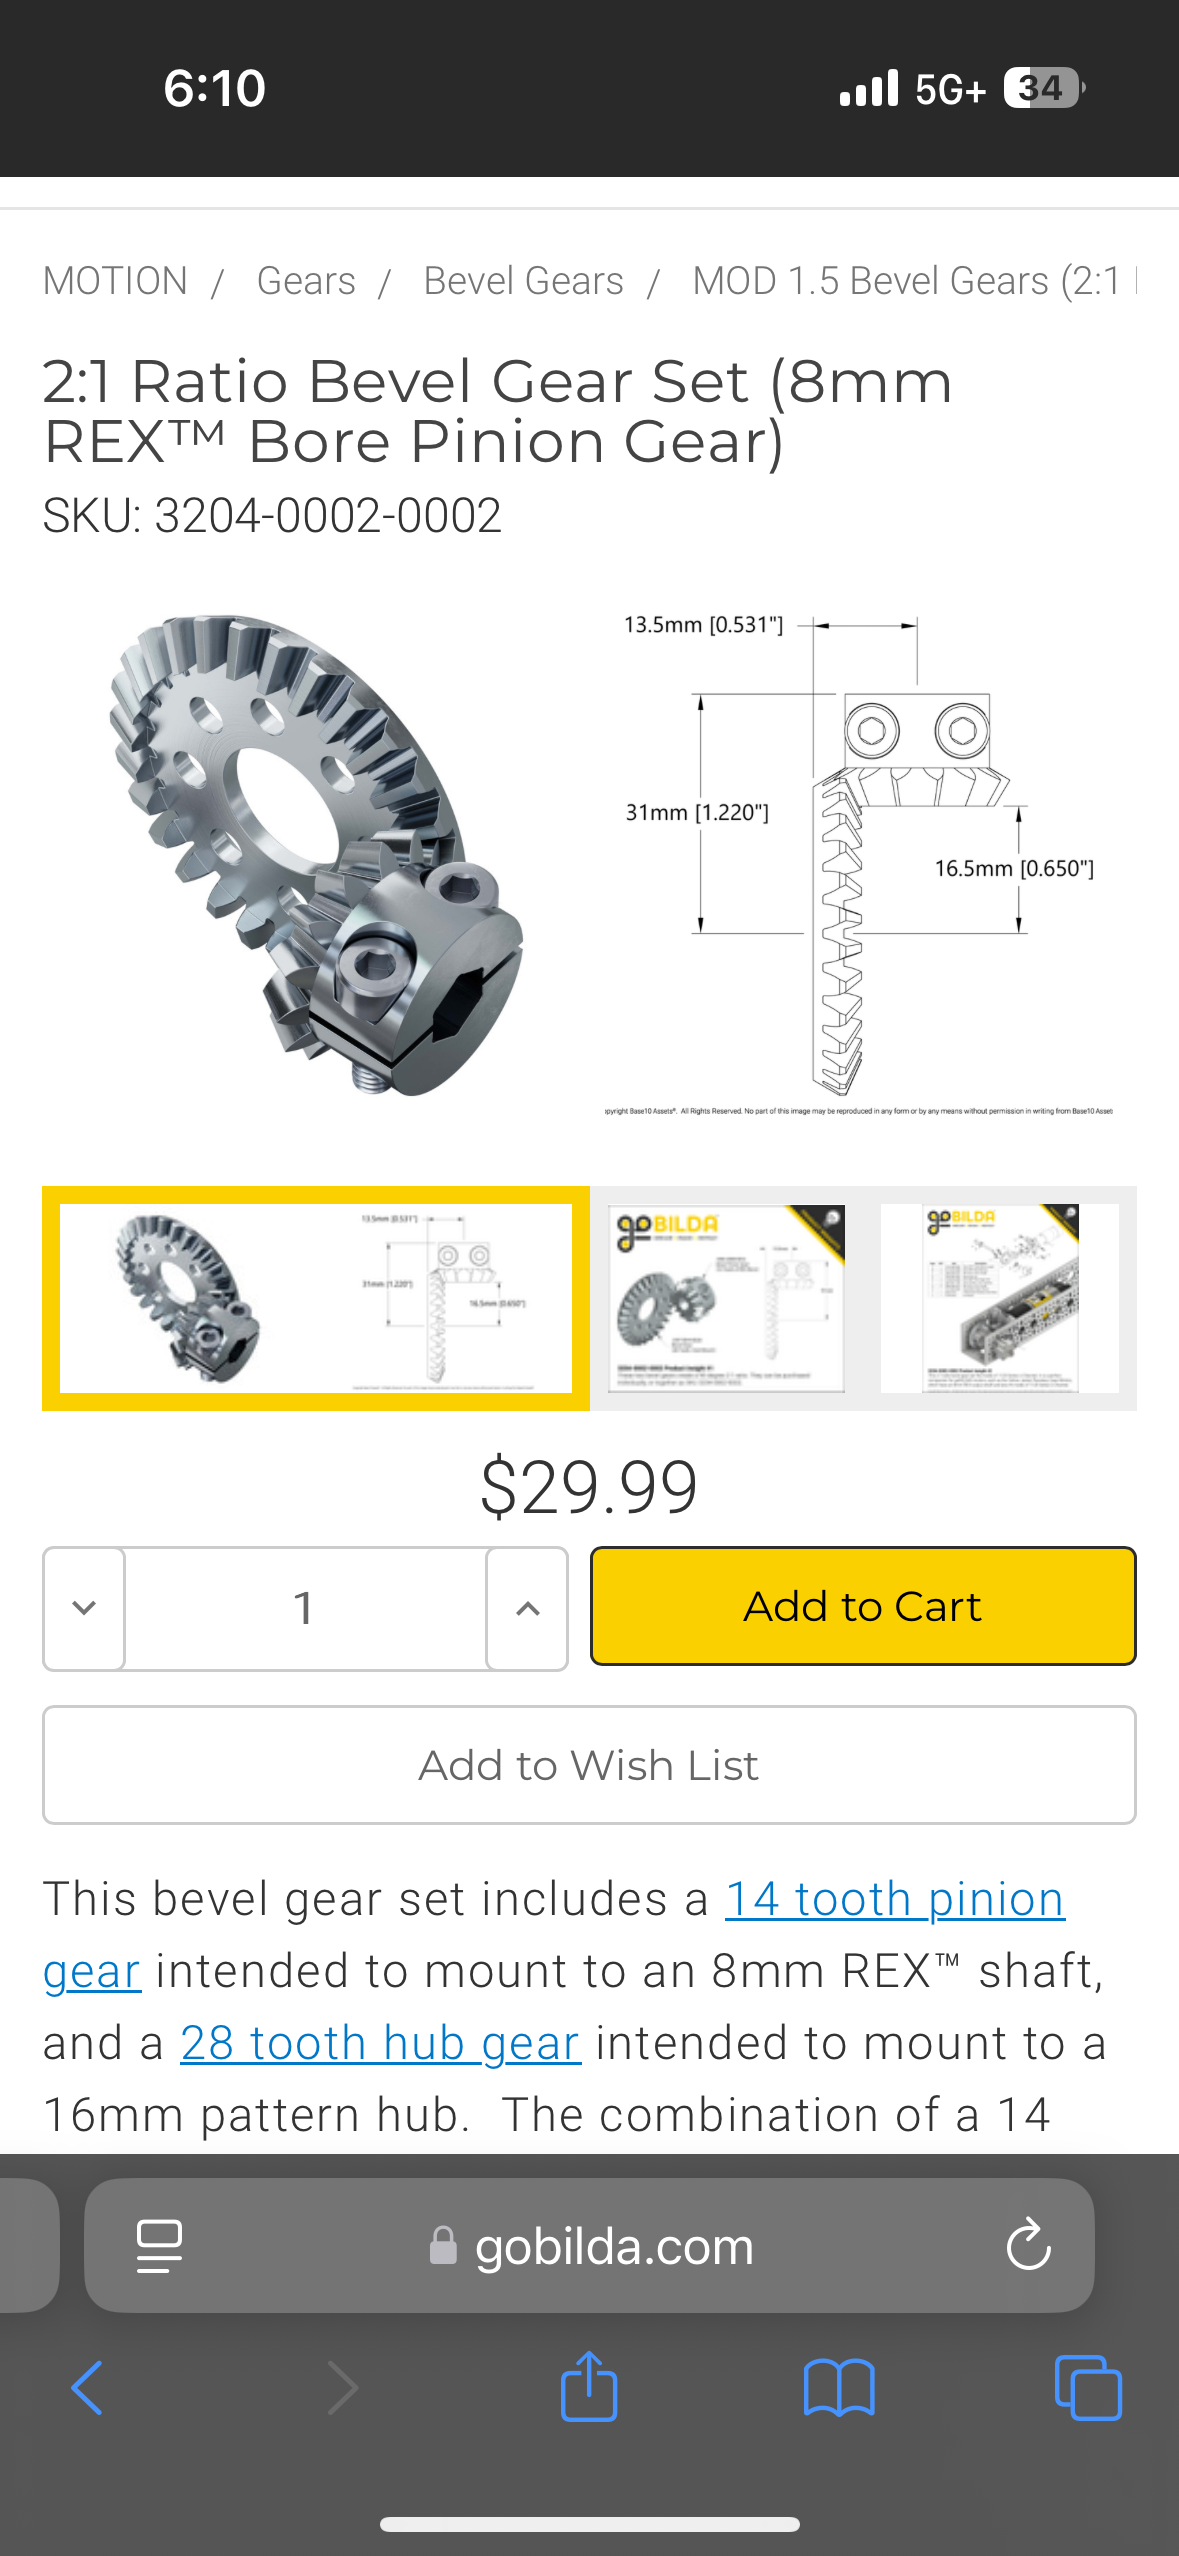 6:10
5G+ 34
MOTION / Gears / Bevel Gears / MOD 1.5 Bevel Gears (2:1
2:1 Ratio Bevel Gear Set (8mm
REX™ Bore Pinion Gear)
SKU: 3204-0002-0002
13.5mm [0.531"]
31mm [1.220"]
16.5mm [0.650"]
pyright Base10 Assets®. All Rights Reserved. No part of this image may be reproduced in any form or by any means without permission in writing from Base10 Asset
goBILDA
goBILDA
13.5mm [0.531"]
31mm [1.220"]
16.5mm [0.650"]
$29.99
1
Add to Cart
Add to Wish List
This bevel gear set includes a 14 tooth pinion
gear intended to mount to an 8mm REX™ shaft,
and a 28 tooth hub gear intended to mount to a
16mm pattern hub.  The combination of a 14
gobilda.com